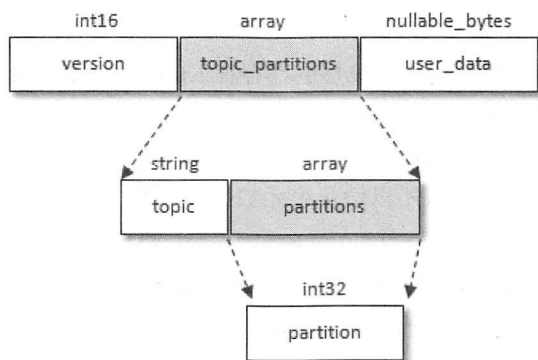 int16 array nullable_bytes
version topic_partitions user_data
string array
topic partitions
int32
partition